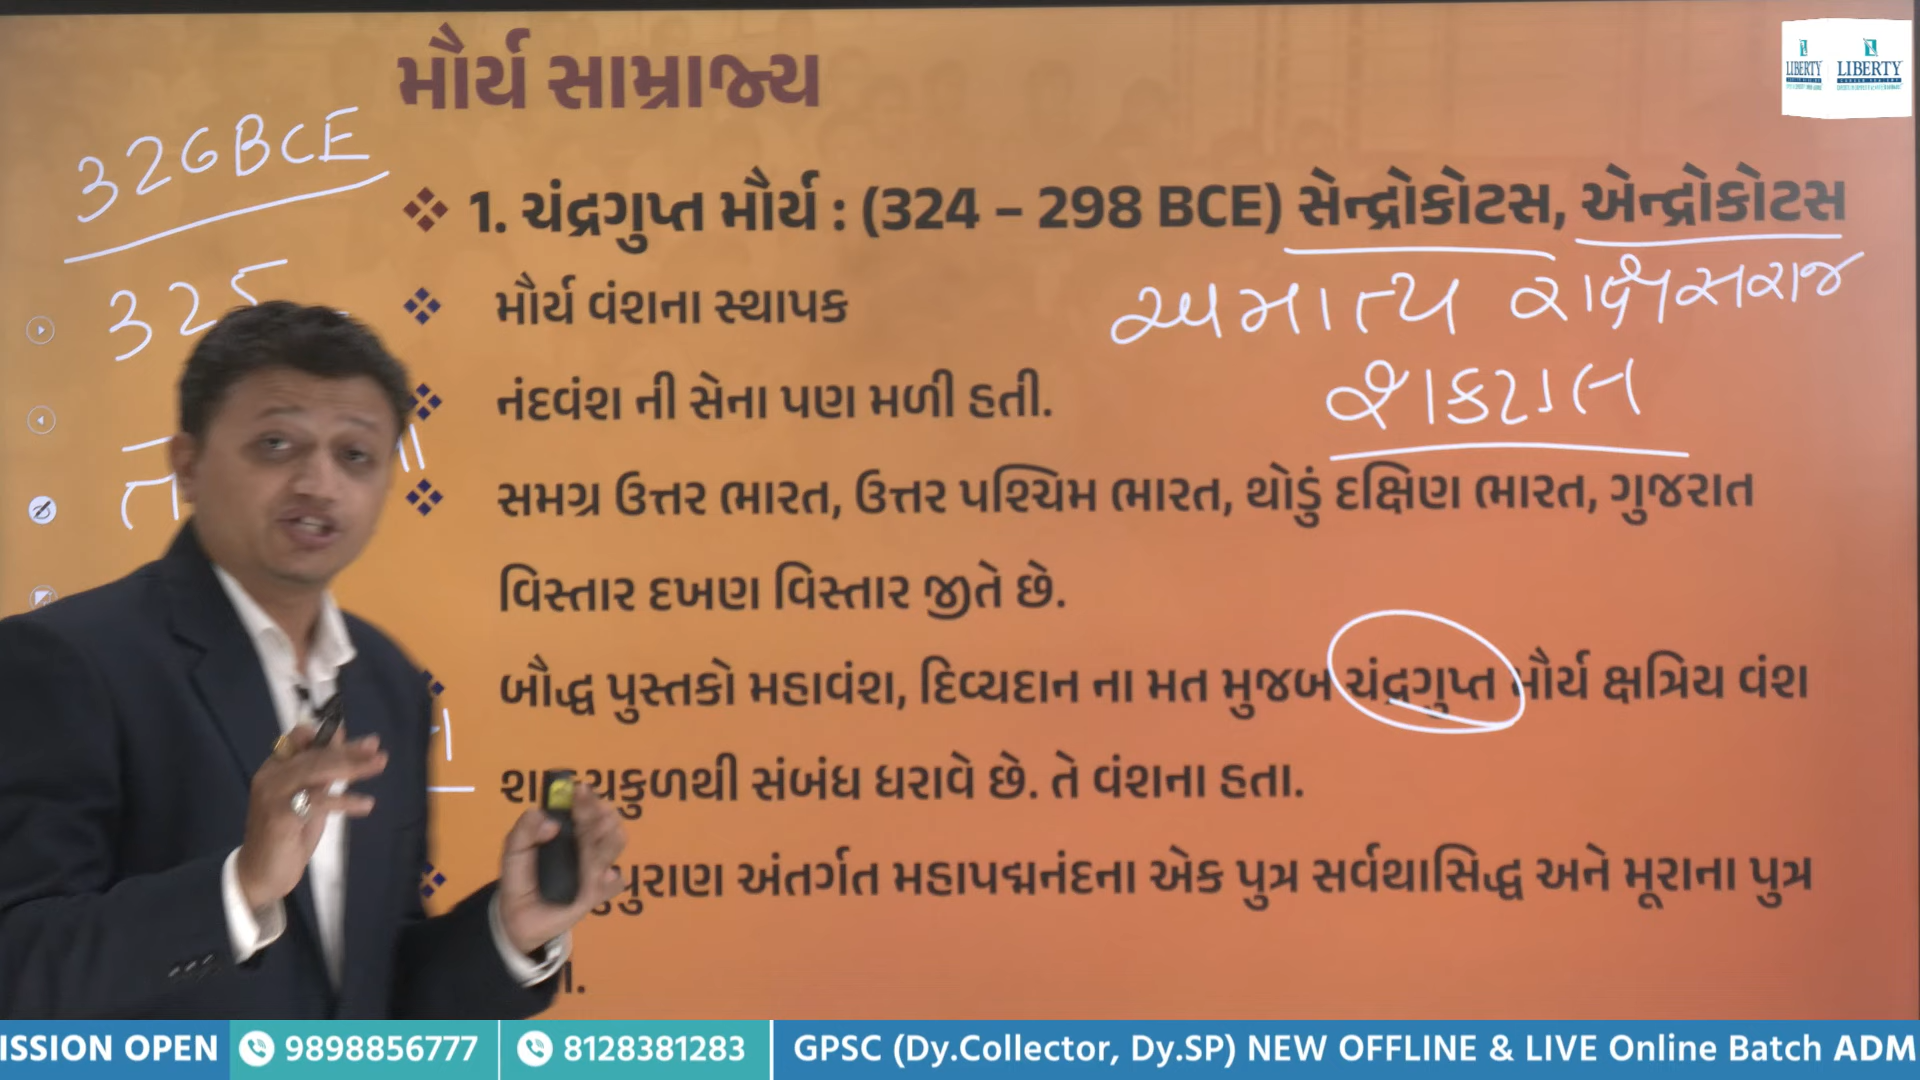 મૌર્ય સામ્રાજ્ય
LIBERTY
LIBERTY
326 BCE
1. ચંદ્રગુપ્ત મૌર્ય : (324 – 298 BCE) સેન્દ્રોકોટસ, એન્દ્રોકોટસ
325
મૌર્ય વંશના સ્થાપક
અમાત્ય રાક્ષસરાજ
શકટાલ
નંદવંશ ની સેના પણ મળી હતી.
સમગ્ર ઉત્તર ભારત, ઉત્તર પશ્ચિમ ભારત, થોડું દક્ષિણ ભારત, ગુજરાત
વિસ્તાર દખણ વિસ્તાર જીતે છે.
બૌદ્ધ પુસ્તકો મહાવંશ, દિવ્યદાન ના મત મુજબ ચંદ્રગુપ્ત મૌર્ય ક્ષત્રિય વંશ
સંબંધ ધરાવે છે. તે વંશના હતા.
અંતર્ગત મહાપદ્મનંદના એક પુત્ર સર્વથાસિદ્ધ અને મૂરાના પુત્ર
ISSION OPEN 9898856777 8128381283 GPSC (Dy.Collector, Dy.SP) NEW OFFLINE & LIVE Online Batch ADM